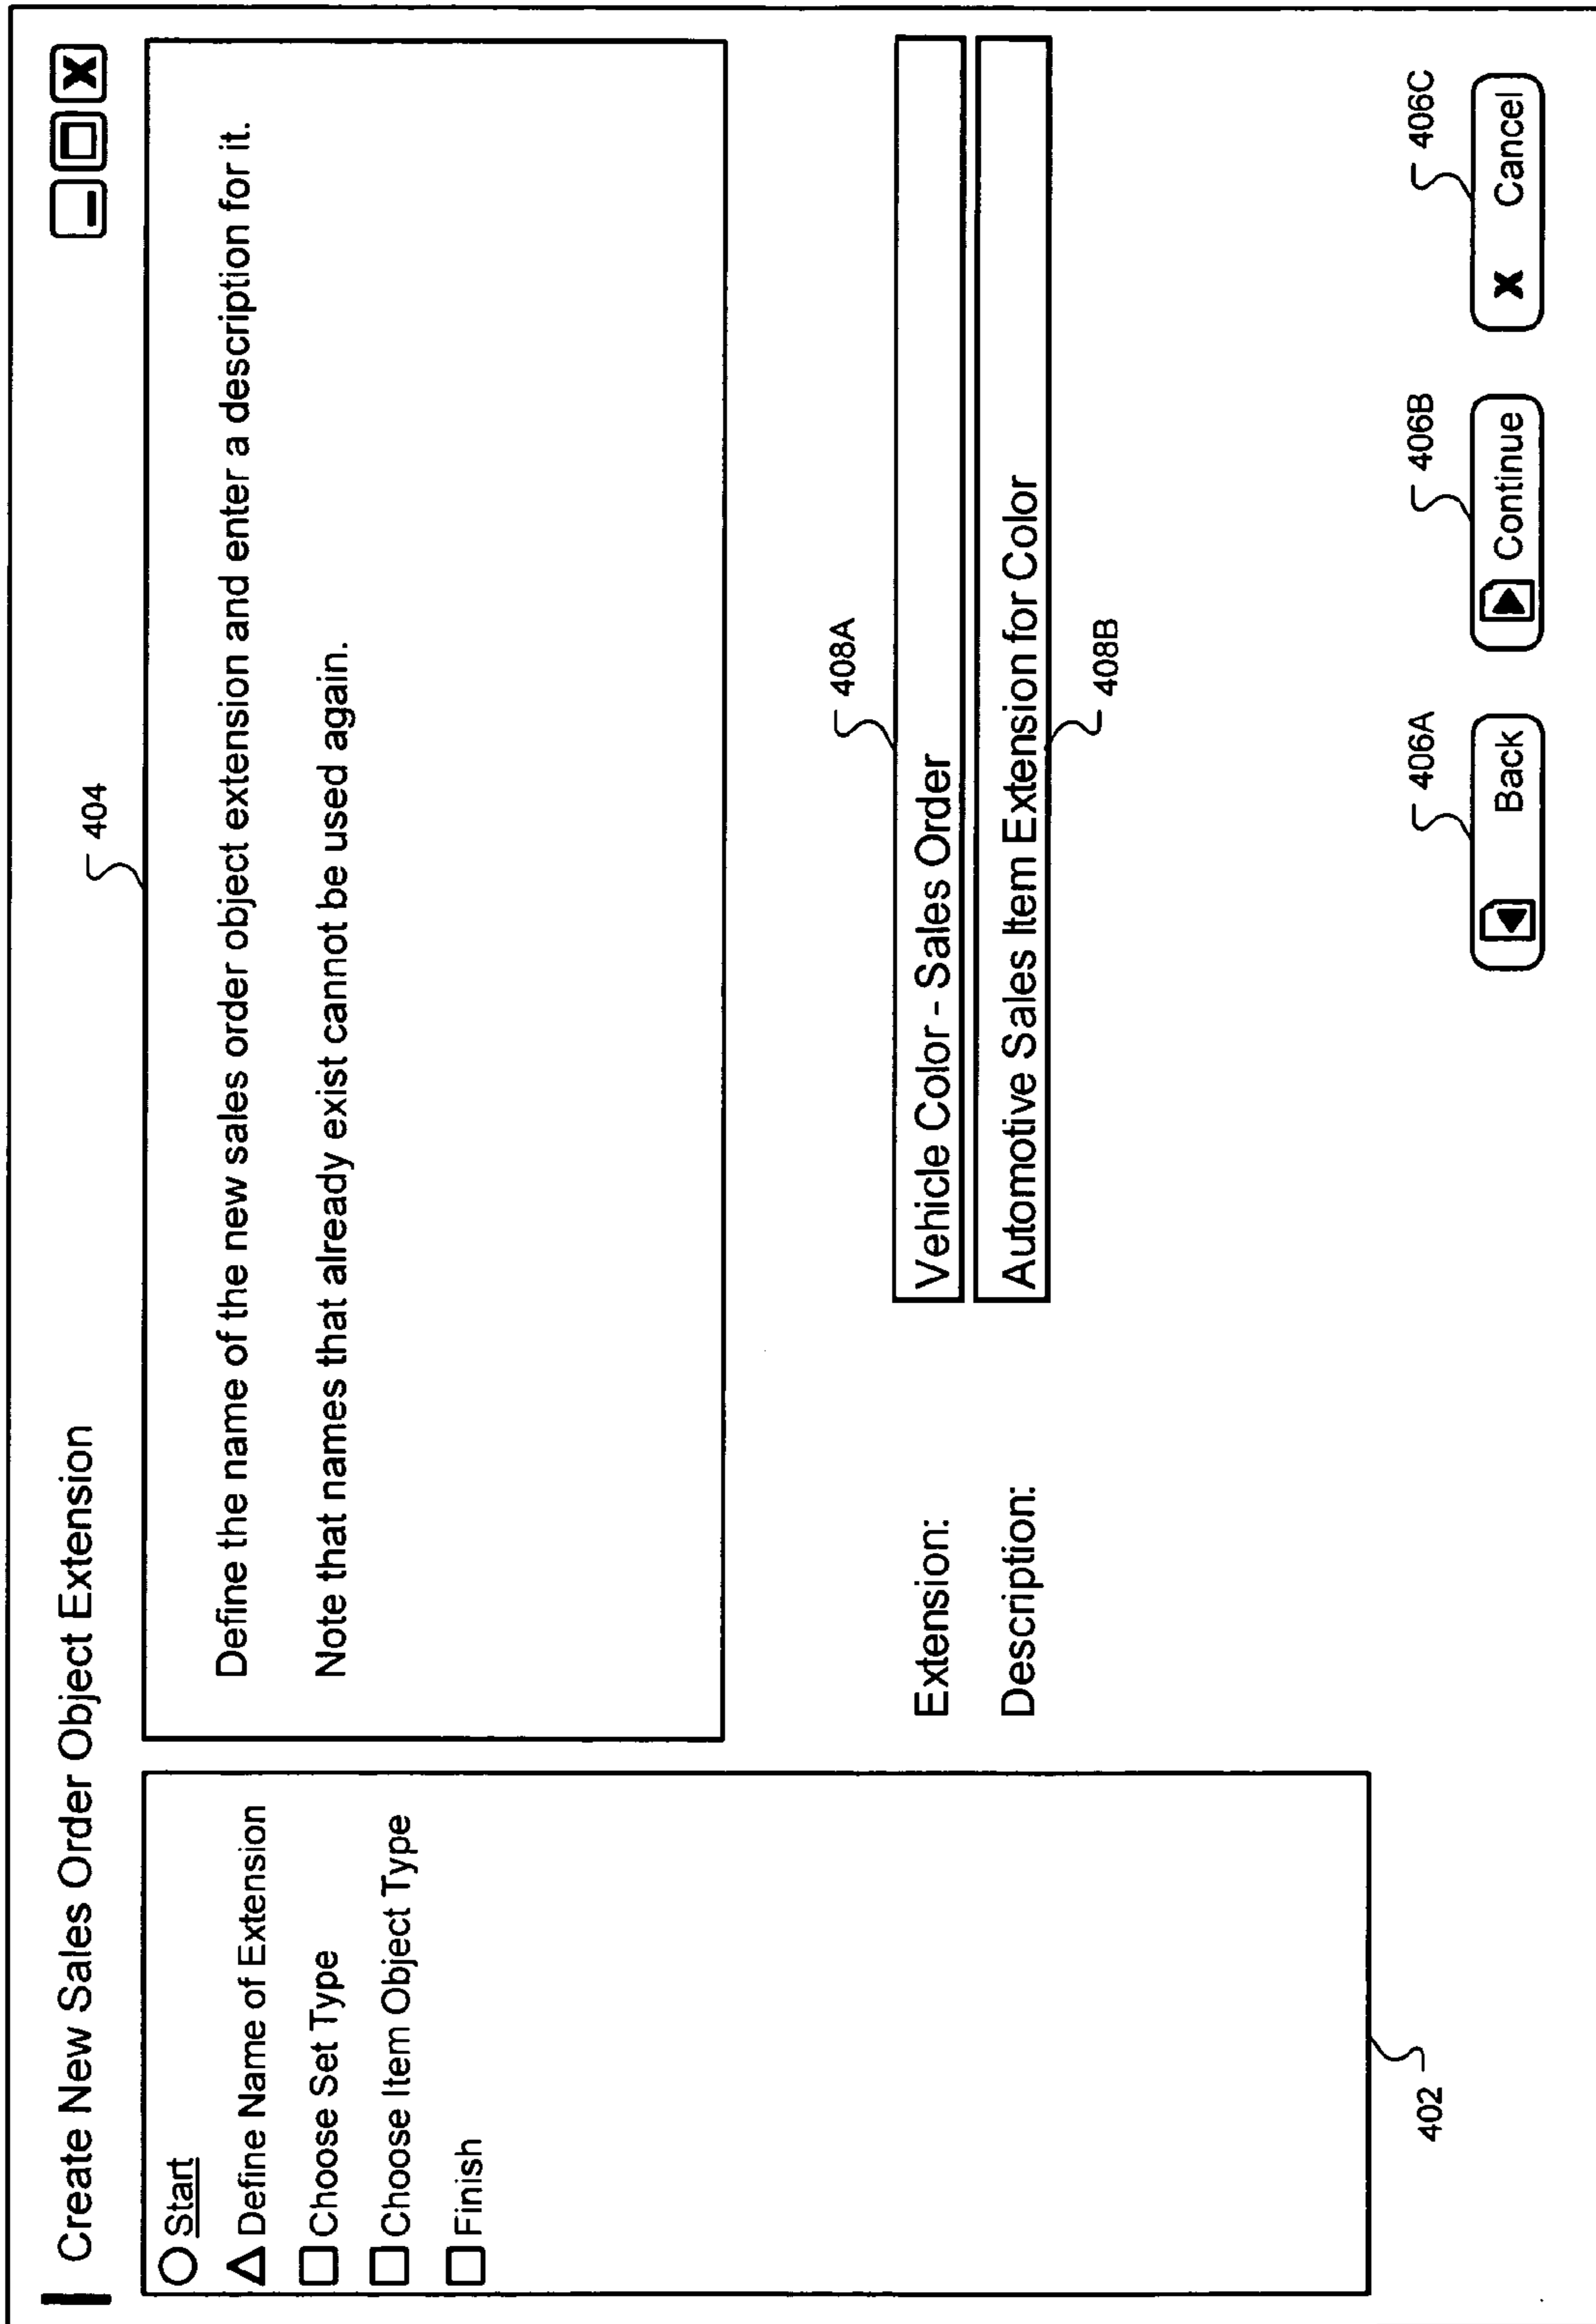 Create New Sales Order Object Extension
X
404
Start
Define Name of Extension
Choose Set Type
Choose Item Object Type
Finish
402
Define the name of the new sales order object extension and enter a description for it.
Note that names that already exist cannot be used again.
408A
Extension: Vehicle Color - Sales Order
Description: Automotive Sales Item Extension for Color
408B
406A 406B 406C
Back Continue x Cancel